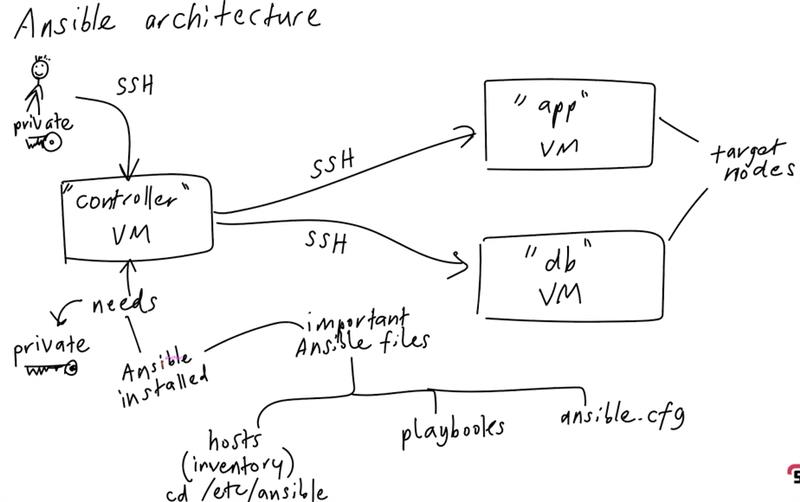 Ansible architecture
SSH
private
"controller"
VM
SSH
SSH
"app"
VM
"db"
VM
target
nodes
needs
private
Ansible
installed
important
Ansible files
hosts
(inventory)
cd /etc/ansible
playbooks
ansible.cfg